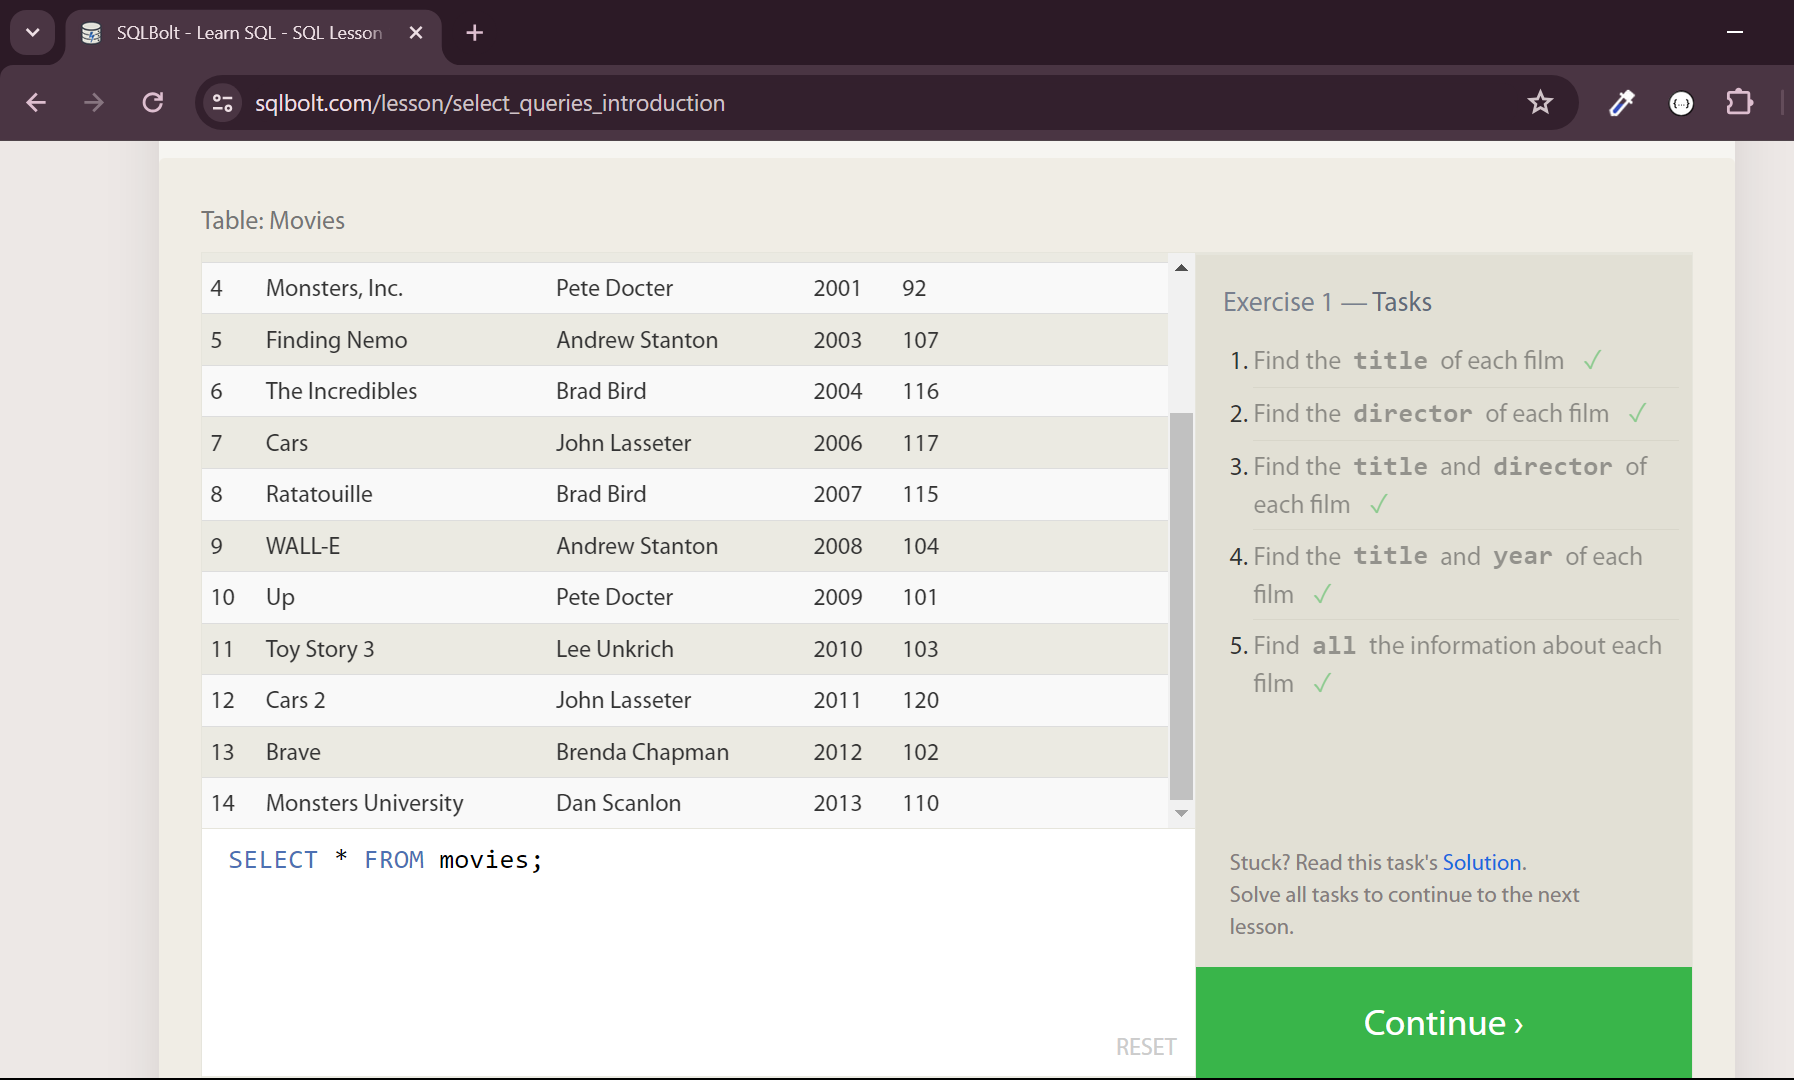 SQLBolt - Learn SQL - SQL Lesson
sqlbolt.com/lesson/select_queries_introduction
Table: Movies
4 Monsters, Inc. Pete Docter 2001 92
5 Finding Nemo Andrew Stanton 2003 107
6 The Incredibles Brad Bird 2004 116
7 Cars John Lasseter 2006 117
8 Ratatouille Brad Bird 2007 115
9 WALL-E Andrew Stanton 2008 104
10 Up Pete Docter 2009 101
11 Toy Story 3 Lee Unkrich 2010 103
12 Cars 2 John Lasseter 2011 120
13 Brave Brenda Chapman 2012 102
14 Monsters University Dan Scanlon 2013 110
SELECT * FROM movies;
RESET
Exercise 1 — Tasks
1. Find the title of each film ✓
2. Find the director of each film ✓
3. Find the title and director of
each film ✓
4. Find the title and year of each
film ✓
5. Find all the information about each
film ✓
Stuck? Read this task's Solution.
Solve all tasks to continue to the next
lesson.
Continue ›